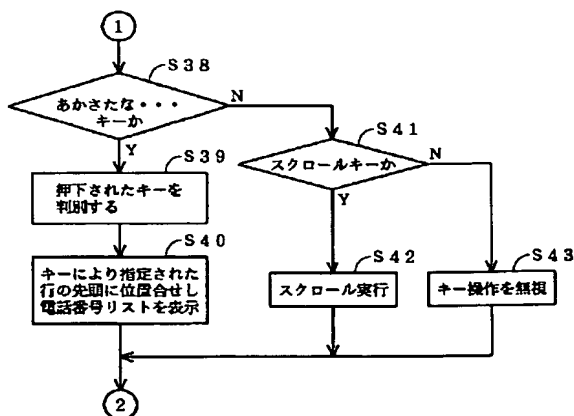 1
S38
あかさたな・・・
キーか
N
Y
S41
スクロールキーか
N
Y
S39
押下されたキーを
判別する
S40
キーにより指定された
行の先頭に位置合せし
電話番号リストを表示
S42
スクロール実行
S43
キー操作を無視
2